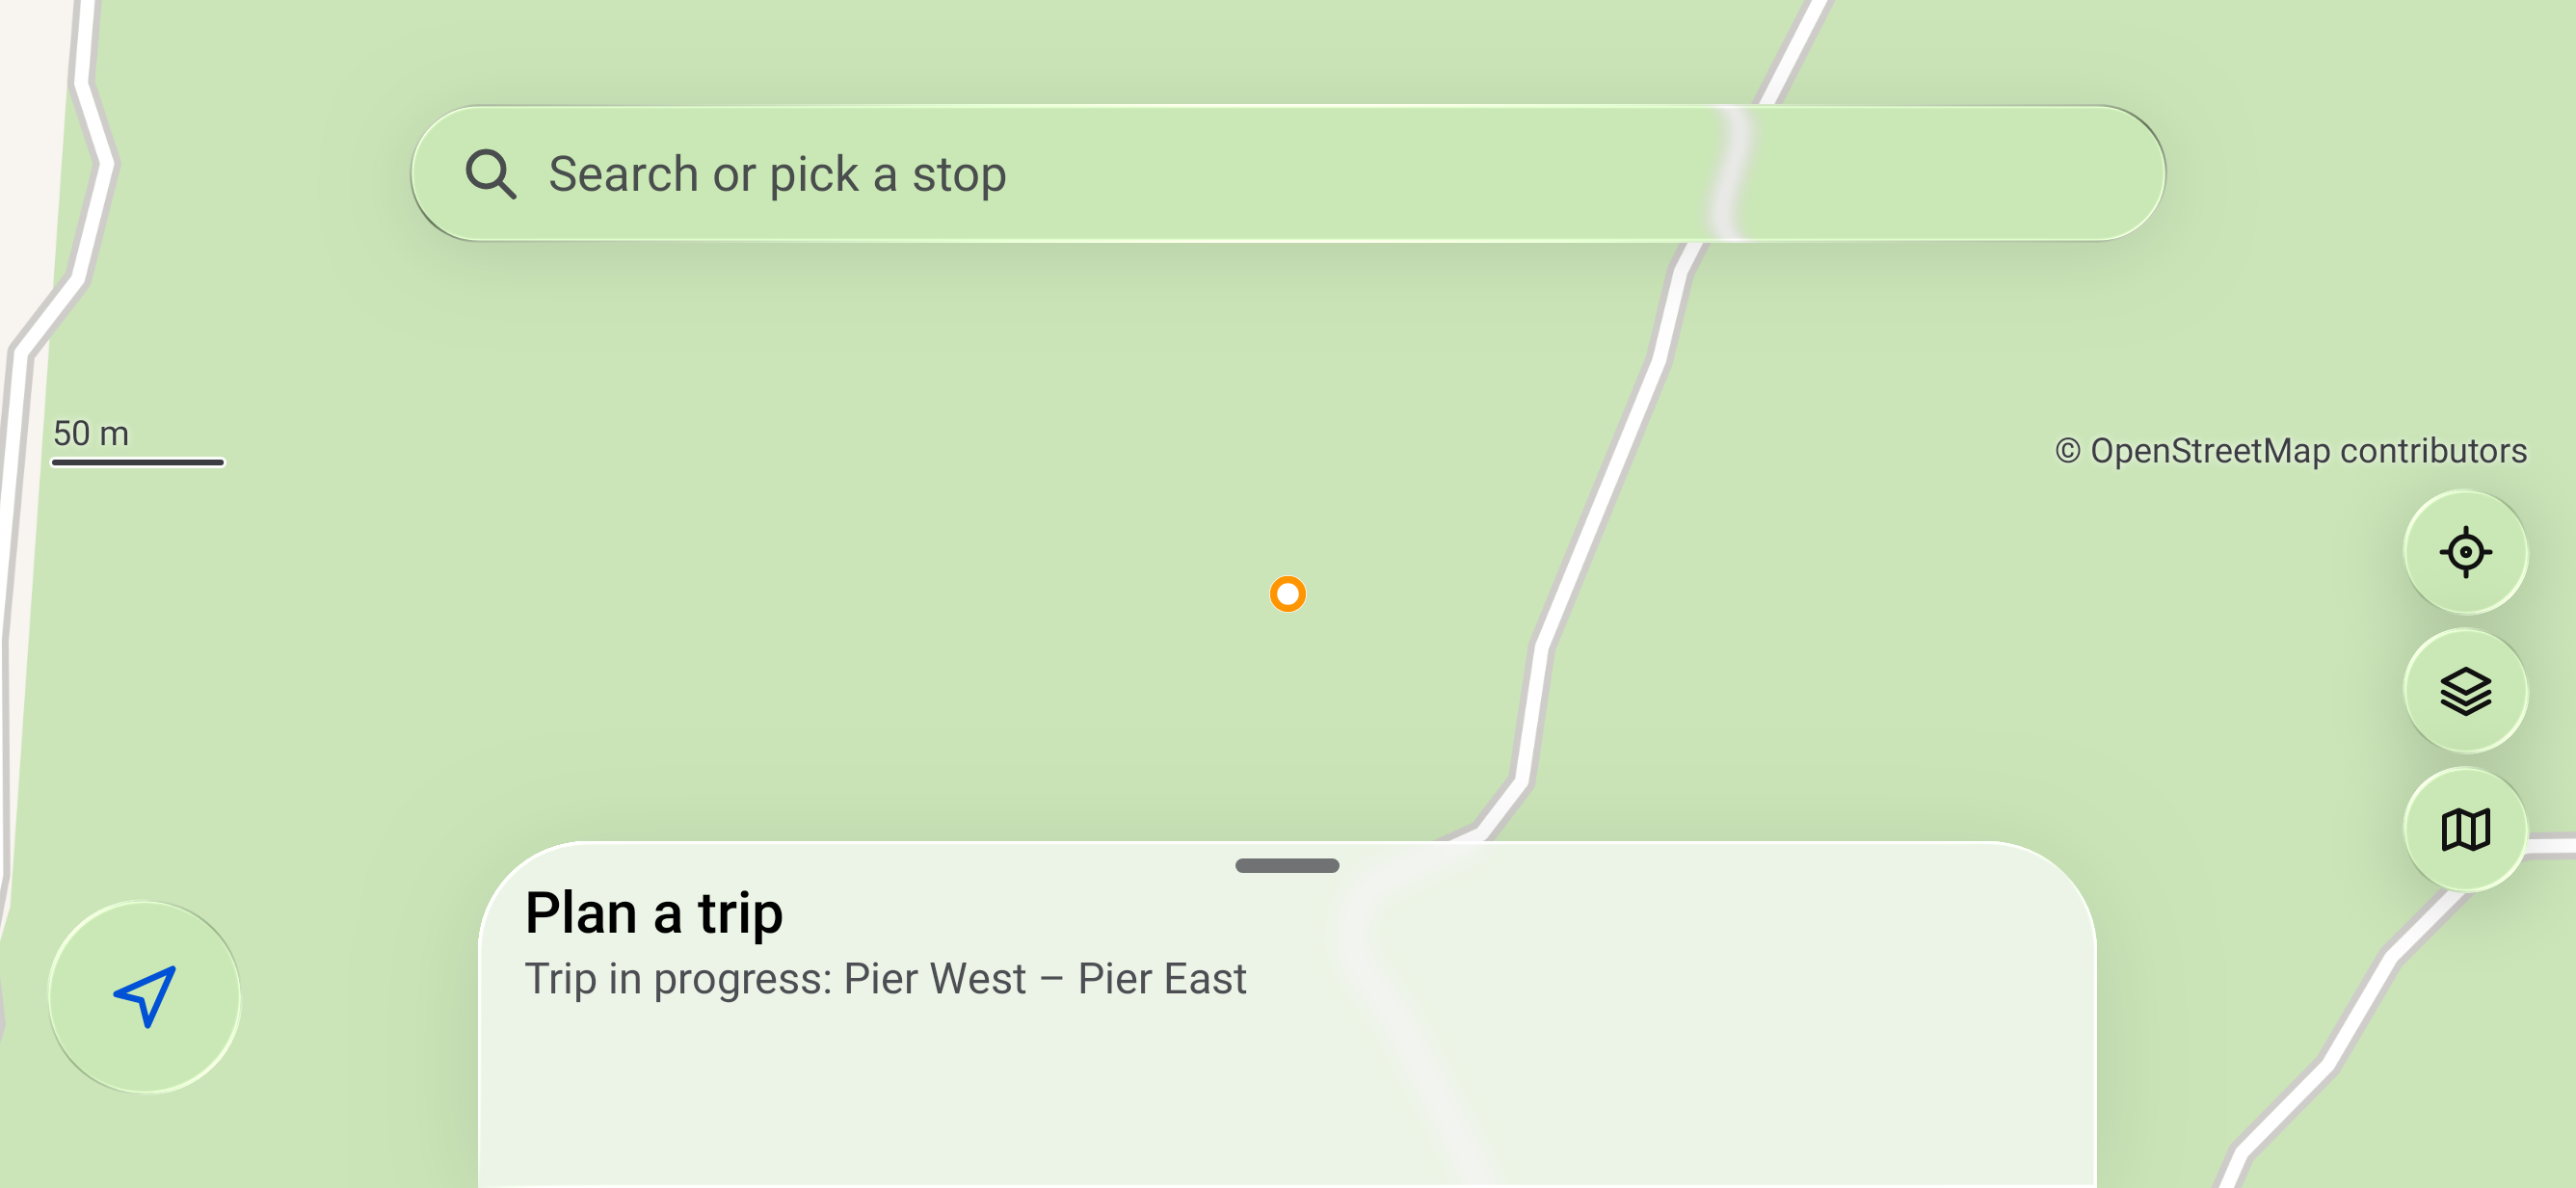 Search or pick a stop
50 m
© OpenStreetMap contributors
Plan a trip
Trip in progress: Pier West – Pier East